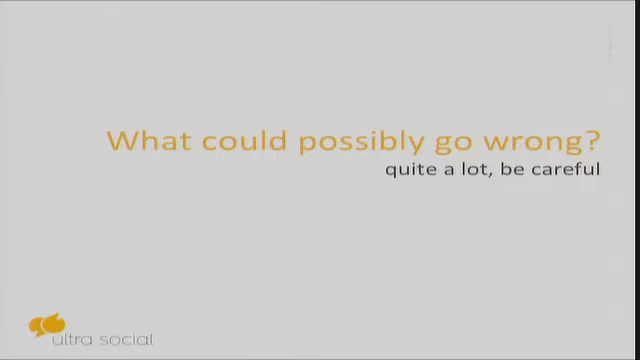 What could possibly go wrong?
quite a lot, be careful
ultra social